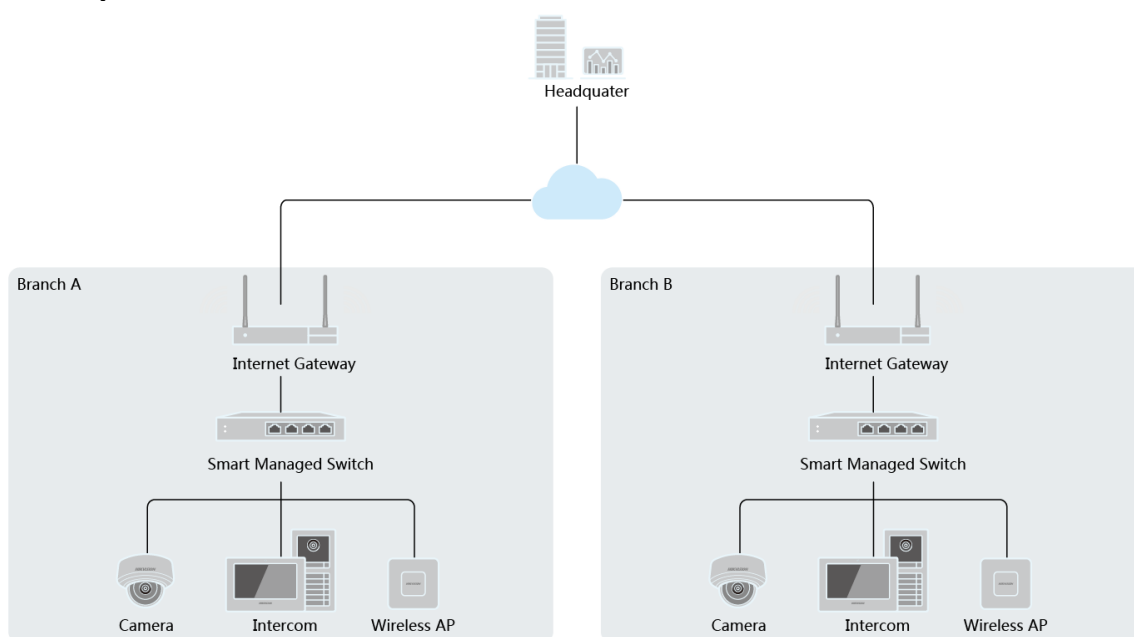 Headquater
Branch A
Branch B
Internet Gateway
Internet Gateway
Smart Managed Switch
Smart Managed Switch
Camera
Intercom
Wireless AP
Camera
Intercom
Wireless AP